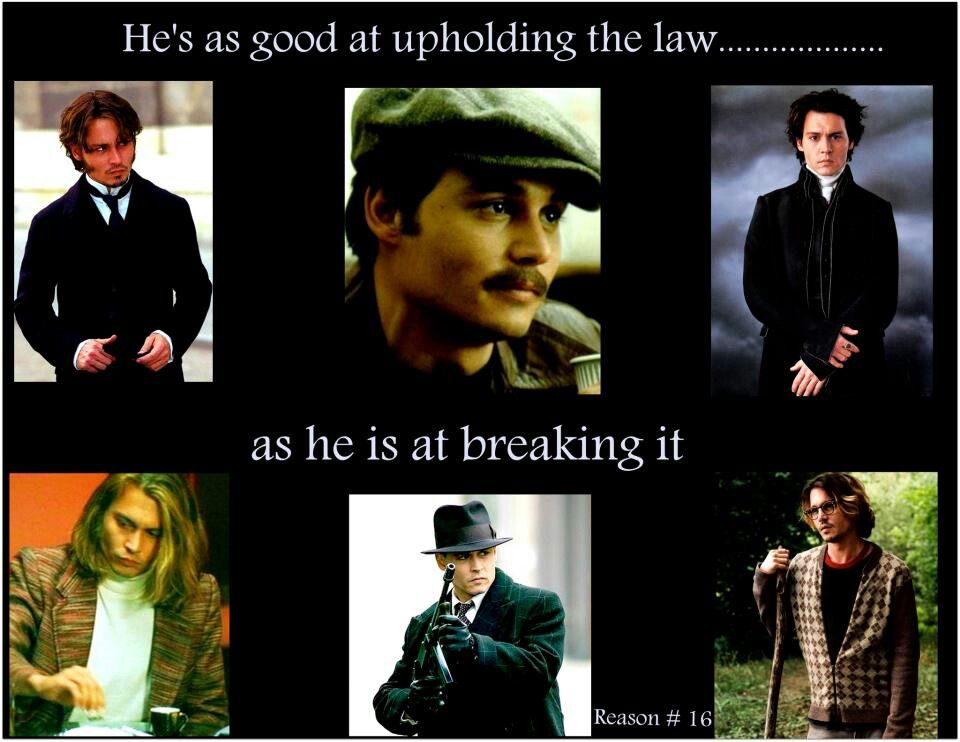 He's as good at upholding the law...................
as he is at breaking it
Reason # 16